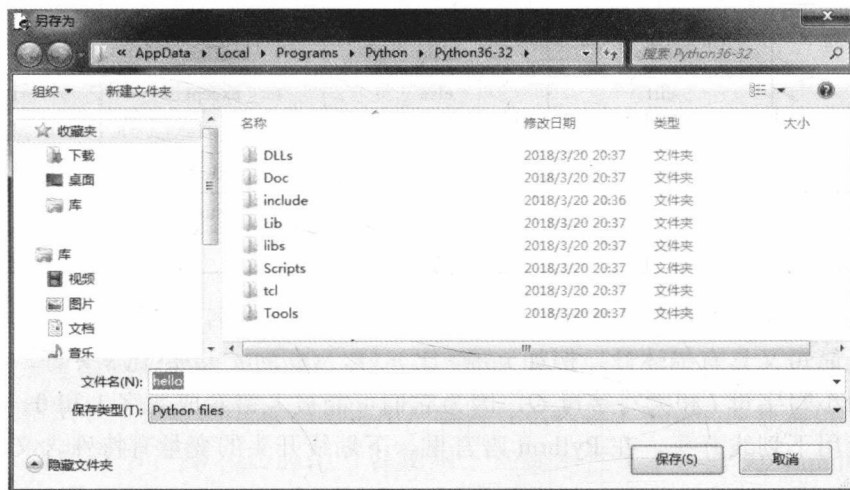 另存为
« AppData ▸ Local ▸ Programs ▸ Python ▸ Python36-32 ▸ 搜索 Python36-32
组织 ▾ 新建文件夹
名称 修改日期 类型 大小
收藏夹
下载
桌面
库
库
视频
图片
文档
音乐
DLLs 2018/3/20 20:37 文件夹
Doc 2018/3/20 20:37 文件夹
include 2018/3/20 20:36 文件夹
Lib 2018/3/20 20:37 文件夹
libs 2018/3/20 20:37 文件夹
Scripts 2018/3/20 20:37 文件夹
tcl 2018/3/20 20:37 文件夹
Tools 2018/3/20 20:37 文件夹
文件名(N): hello
保存类型(T): Python files
隐藏文件夹 保存(S) 取消